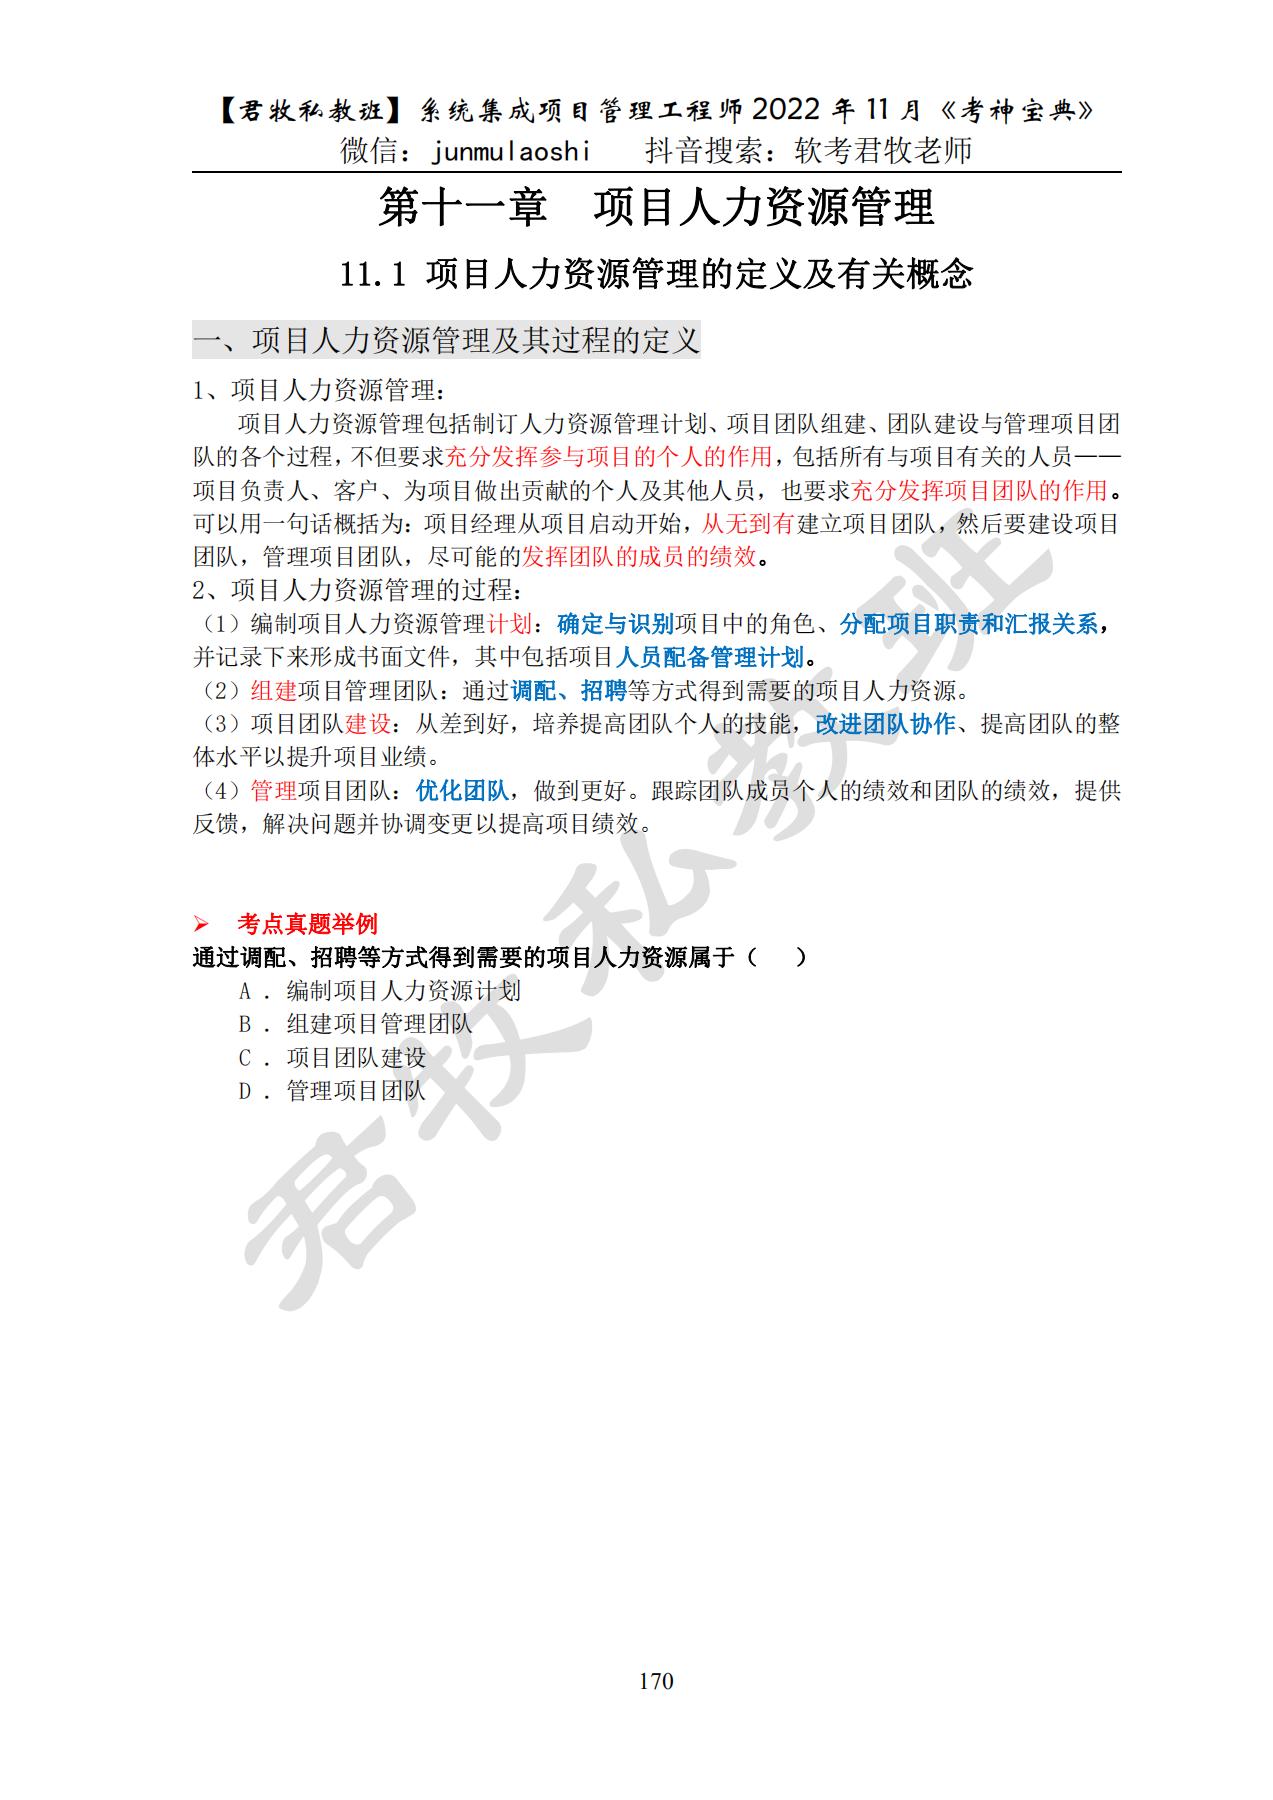 【君牧私教班】系统集成项目管理工程师 2022 年 11 月《考神宝典》
微信：junmulaoshi 抖音搜索：软考君牧老师
第十一章 项目人力资源管理
11.1 项目人力资源管理的定义及有关概念
一、项目人力资源管理及其过程的定义
1、项目人力资源管理：
项目人力资源管理包括制订人力资源管理计划、项目团队组建、团队建设与管理项目团
队的各个过程，不但要求充分发挥参与项目的个人的作用，包括所有与项目有关的人员——
项目负责人、客户、为项目做出贡献的个人及其他人员，也要求充分发挥项目团队的作用。
可以用一句话概括为：项目经理从项目启动开始，从无到有建立项目团队，然后要建设项目
团队，管理项目团队，尽可能的发挥团队的成员的绩效。
2、项目人力资源管理的过程：
（1）编制项目人力资源管理计划：确定与识别项目中的角色、分配项目职责和汇报关系，
并记录下来形成书面文件，其中包括项目人员配备管理计划。
（2）组建项目管理团队：通过调配、招聘等方式得到需要的项目人力资源。
（3）项目团队建设：从差到好，培养提高团队个人的技能，改进团队协作、提高团队的整
体水平以提升项目业绩。
（4）管理项目团队：优化团队，做到更好。跟踪团队成员个人的绩效和团队的绩效，提供
反馈，解决问题并协调变更以提高项目绩效。
➢ 考点真题举例
通过调配、招聘等方式得到需要的项目人力资源属于（ ）
A ．编制项目人力资源计划
B ．组建项目管理团队
C ．项目团队建设
D ．管理项目团队
君牧私教班
170